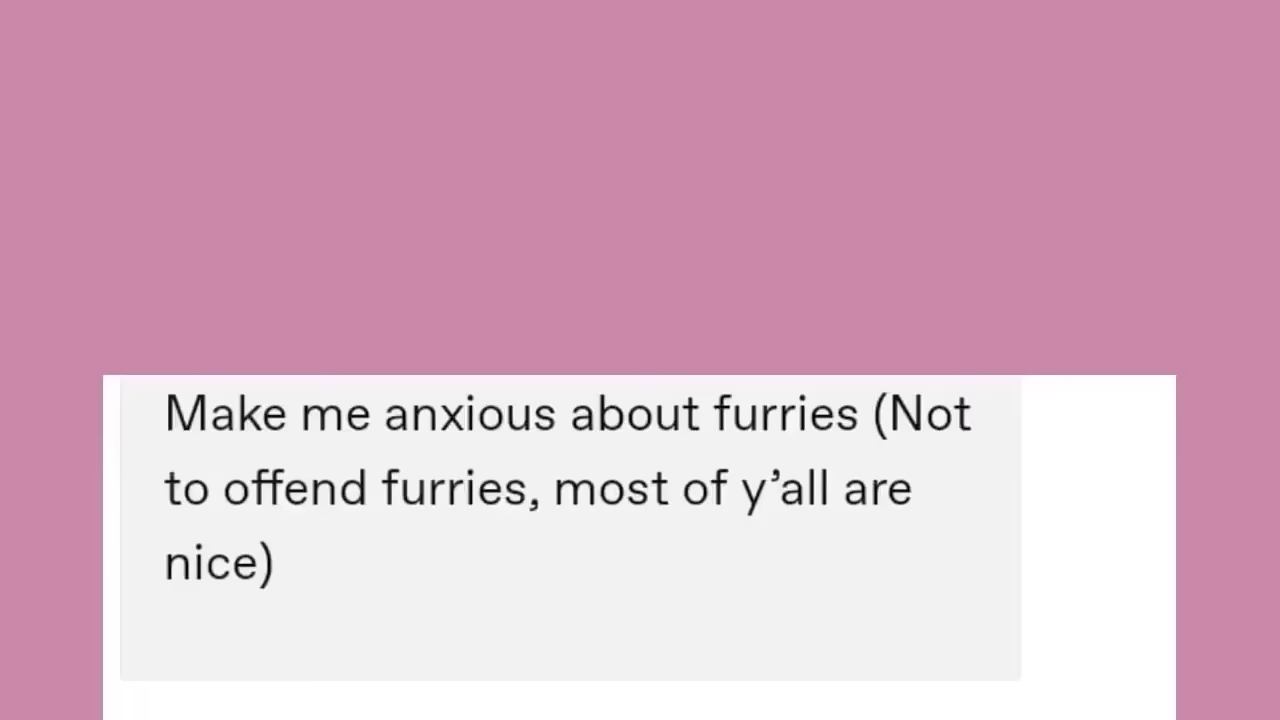 Make me anxious about furries (Not
to offend furries, most of y’all are
nice)